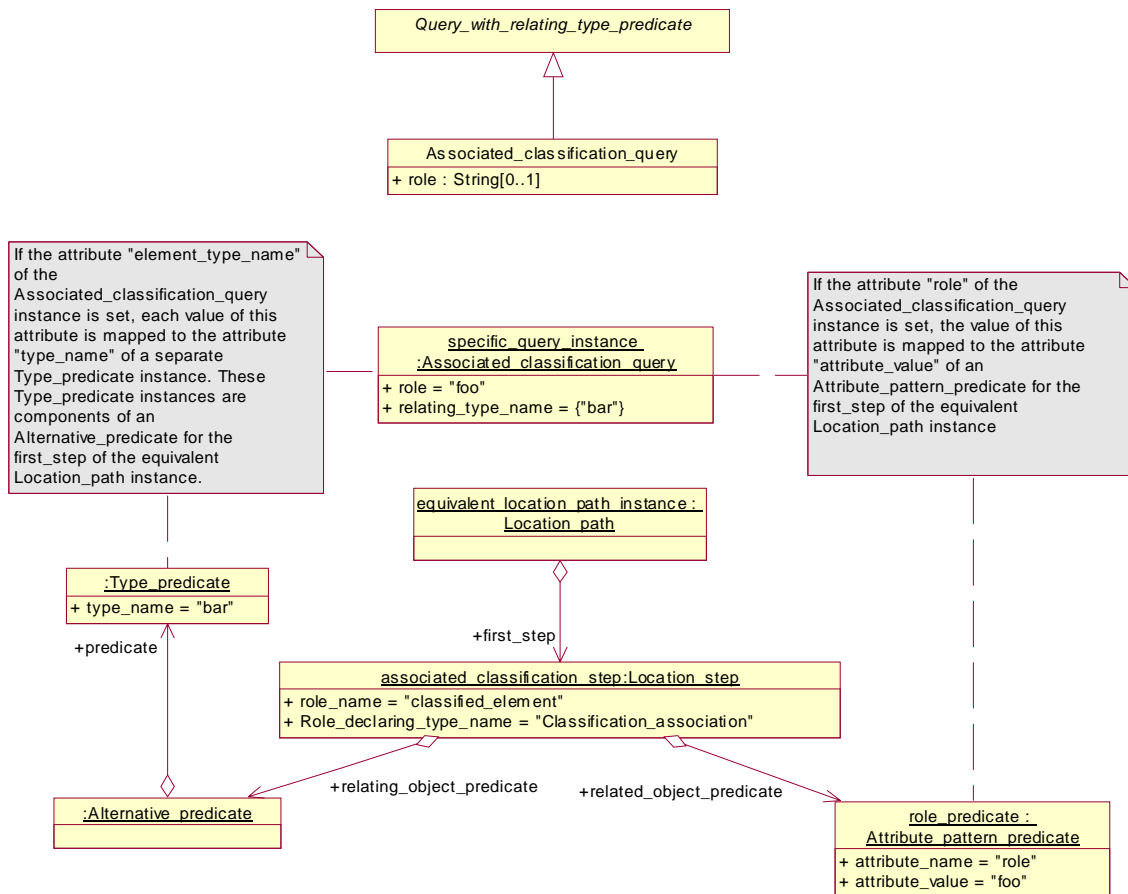 Query_with_relating_type_predicate
Associated_classification_query
+ role : String[0..1]
If the attribute "element_type_name"
of the
Associated_classification_query
instance is set, each value of this
attribute is mapped to the attribute
"type_name" of a separate
Type_predicate instance. These
Type_predicate instances are
components of an
Alternative_predicate for the
first_step of the equivalent
Location_path instance.
specific_query_instance
:Associated_classification_query
+ role = "foo"
+ relating_type_name = {"bar"}
If the attribute "role" of the
Associated_classification_query
instance is set, the value of this
attribute is mapped to the attribute
"attribute_value" of an
Attribute_pattern_predicate for the
first_step of the equivalent
Location_path instance
equivalent_location_path_instance :
Location_path
:Type_predicate
+ type_name = "bar"
+predicate
+first_step
associated_classification_step:Location_step
+ role_name = "classified_element"
+ Role_declaring_type_name = "Classification_association"
+relating_object_predicate
+related_object_predicate
:Alternative_predicate
role_predicate :
Attribute_pattern_predicate
+ attribute_name = "role"
+ attribute_value = "foo"